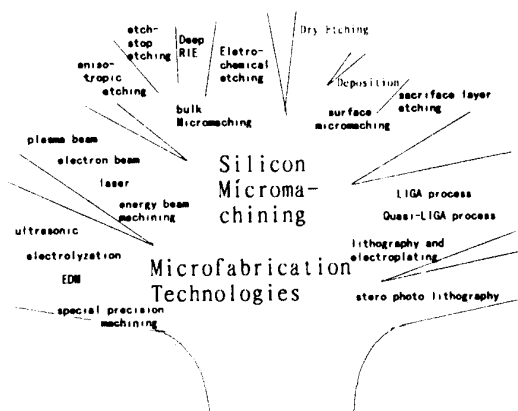 etch-
stop
etching
Deep
RIE
Eletro-
chemical
etching
Dry Etching
aniso-
tropic
etching
bulk
Micromaching
Deposition
surface
micromaching
sacriface layer
etching
plasma beam
electron beam
laser
energy beam
machining
Silicon
Microma-
chining
LIGA process
Quasi-LIGA process
lithography and
electroplating
stero photo lithography
ultrasonic
electrolyzation
EDM
special precision
machining
Microfabrication
Technologies